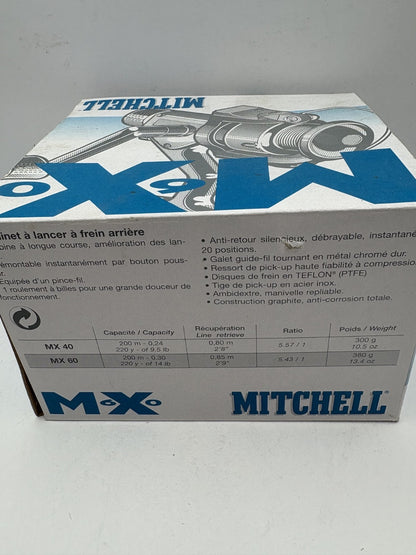 MITCHELL
M·X·60
inet à lancer à frein arrière
bine à longue course, amélioration des lan-
démontable instantanément par bouton pous-
ir.
Equipée d'un pince-fil.
1 roulement à billes pour une grande douceur de
fonctionnement.
• Anti-retour silencieux, débrayable, instantané
20 positions.
• Galet guide-fil tournant en métal chromé dur.
• Ressort de pick-up haute fiabilité à compression
• Disques de frein en TEFLON® (PTFE)
• Tige de pick-up en acier inox.
• Ambidextre, manivelle repliable.
• Construction graphite, anti-corrosion totale.
Capacité / Capacity Récupération Ratio Poids / Weight
Line retrieve
MX 40 200 m - 0,24 0,80 m 5.57 / 1 300 g
220 y - of 9.5 lb 2'8" 10.5 oz
MX 60 200 m - 0,30 0,85 m 5.43 / 1 380 g
220 y - of 14 lb 2'9" 13.4 oz
M·X·60
MITCHELL®